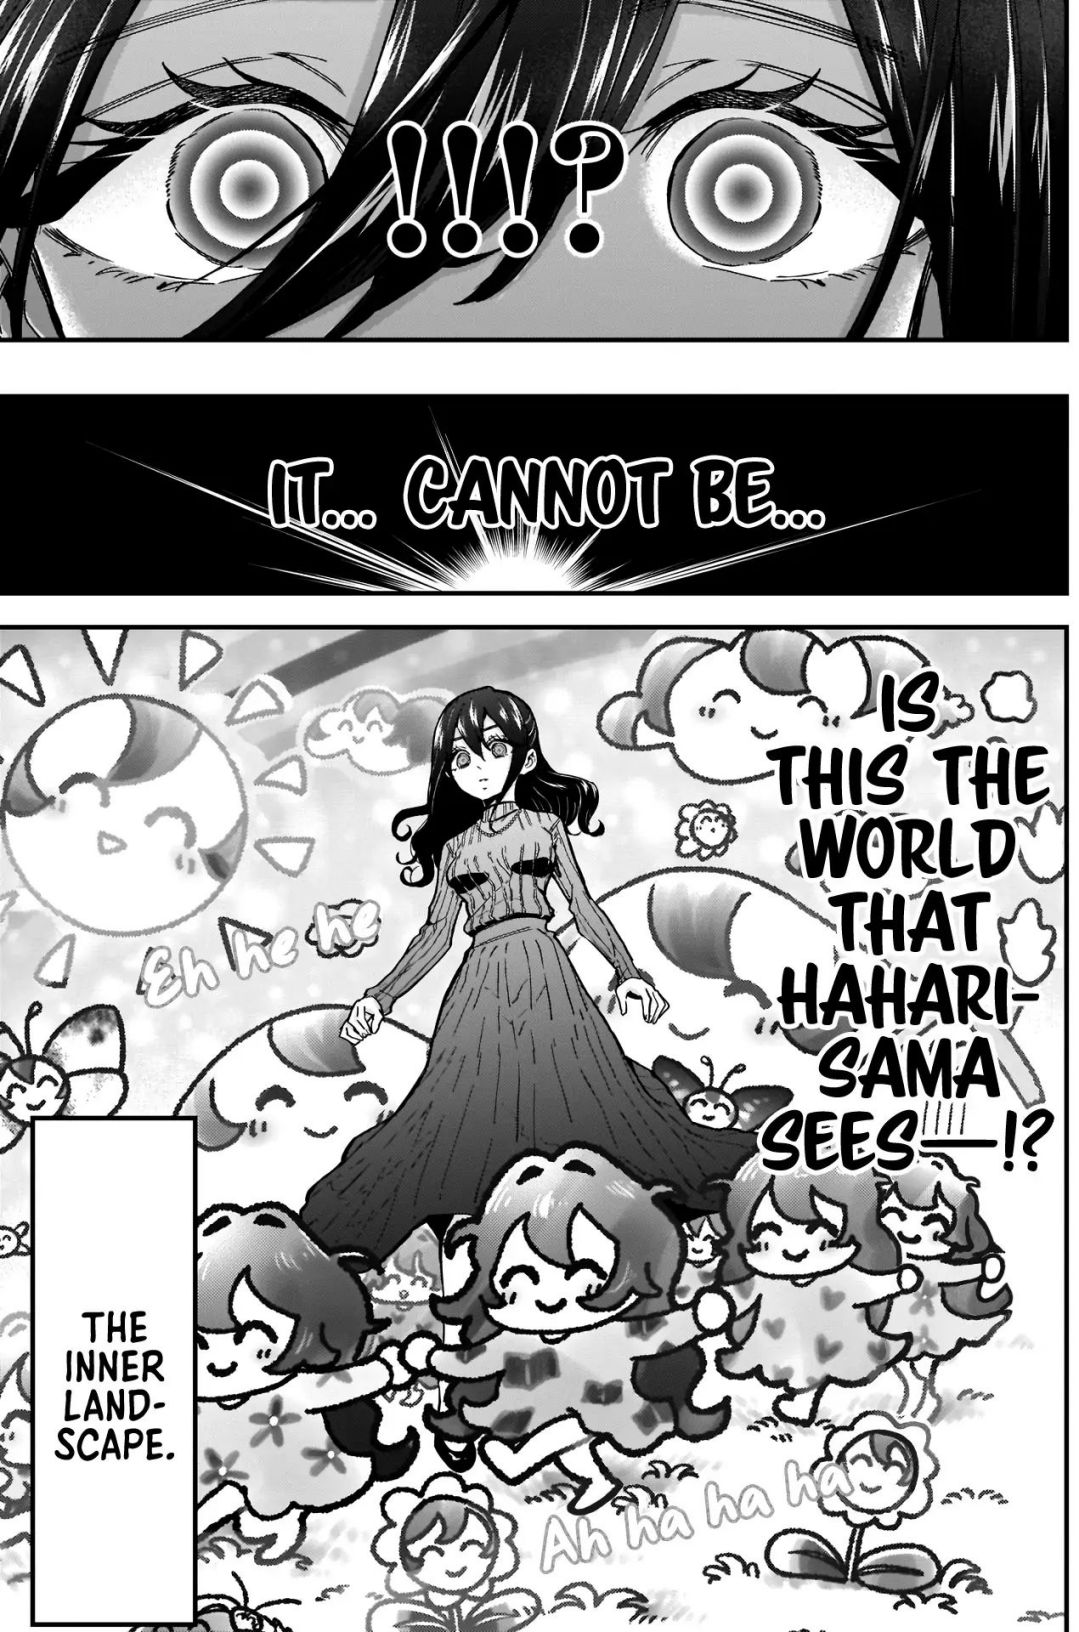 !!!?
IT... CANNOT BE...
IS
THIS THE
WORLD
THAT
HAHARI-
SAMA
SEES—!?
Eh he he
THE
INNER
LAND-
SCAPE.
Ah ha ha ha